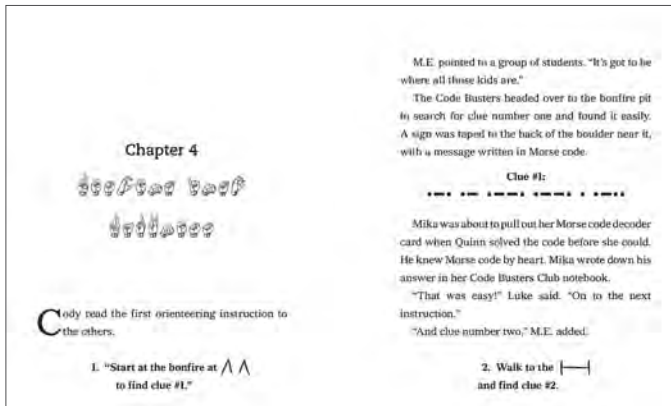 Chapter 4
Cody read the first orienteering instruction to
the others.
1. “Start at the bonfire at
to find clue #1.”
M.E. pointed to a group of students. “It’s got to be
where all those kids are.”
The Code Busters headed over to the bonfire pit
to search for clue number one and found it easily.
A sign was taped to the back of the boulder near it,
with a message written in Morse code.
Clue #1:
Mika was about to pull out her Morse code decoder
card when Quinn solved the code before she could.
He knew Morse code by heart. Mika wrote down his
answer in her Code Busters Club notebook.
“That was easy!” Luke said. “On to the next
instruction.”
“And clue number two,” M.E. added.
2. Walk to the
and find clue #2.